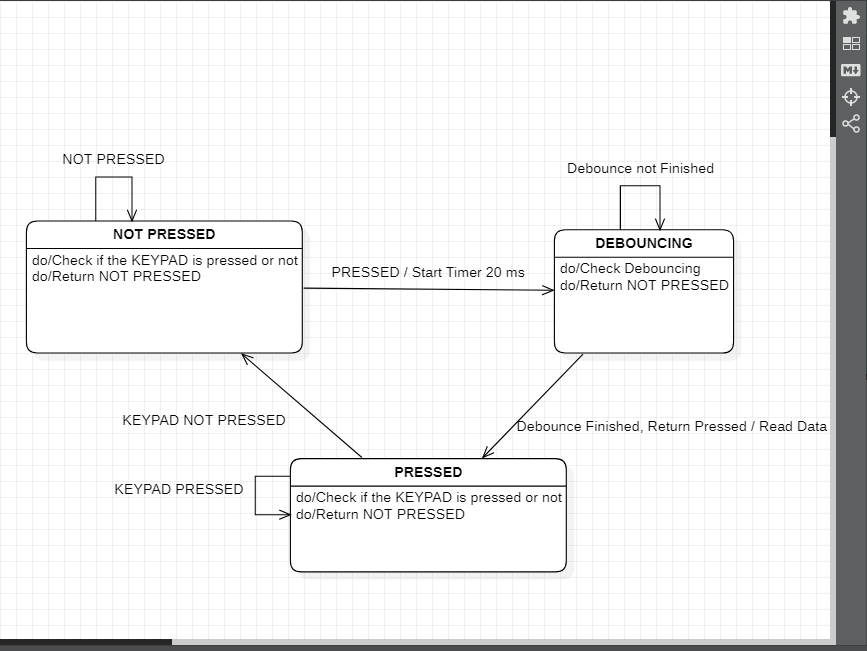 NOT PRESSED
Debounce not Finished
NOT PRESSED
do/Check if the KEYPAD is pressed or not
do/Return NOT PRESSED
PRESSED / Start Timer 20 ms
DEBOUNCING
do/Check Debouncing
do/Return NOT PRESSED
KEYPAD NOT PRESSED
Debounce Finished, Return Pressed / Read Data
KEYPAD PRESSED
PRESSED
do/Check if the KEYPAD is pressed or not
do/Return NOT PRESSED
M